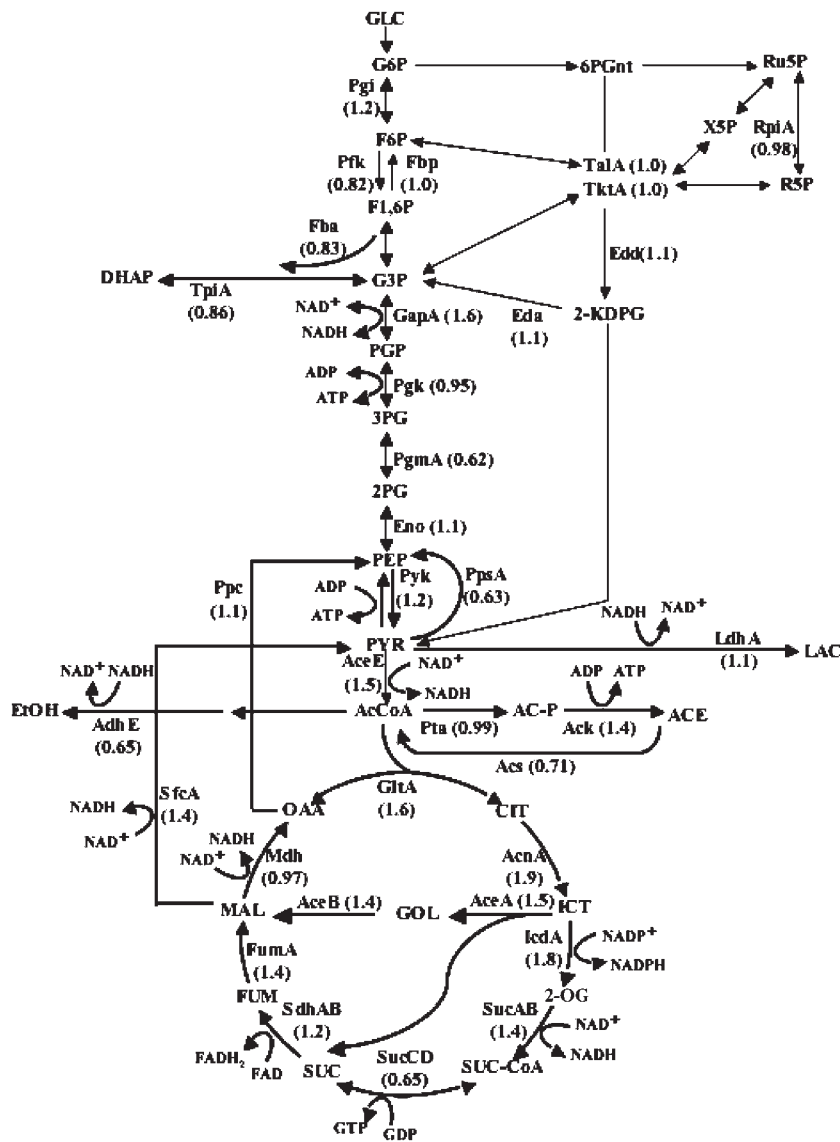 GLC
G6P
6PGnt
Ru5P
Pgi
(1.2)
X5P
RpiA
(0.98)
F6P
Pfk
(0.82)
Fbp
(1.0)
TalA (1.0)
TktA (1.0)
R5P
F1,6P
Fba
(0.83)
Edd(1.1)
DHAP
TpiA
(0.86)
G3P
NAD+
NADH
GapA (1.6)
Eda
(1.1)
2-KDPG
PGP
ADP
ATP
Pgk (0.95)
3PG
PgmA (0.62)
2PG
Eno (1.1)
PEP
Ppc
(1.1)
ADP
ATP
Pyk
(1.2)
PpsA
(0.63)
NADH
NAD+
PYR
LdhA
(1.1)
LAC
AceE
(1.5)
NAD+
NADH
NAD+
NADH
ADP
ATP
EtOH
AdhE
(0.65)
AcCoA
Pta (0.99)
AC-P
Ack (1.4)
ACE
Acs (0.71)
SfcA
(1.4)
NADH
NAD+
GltA
(1.6)
OAA
CIT
NADH
NAD+
Mdh
(0.97)
AcnA
(1.9)
MAL
AceB (1.4)
GOL
AceA (1.5)
ICT
IcdA
(1.8)
NADP+
NADPH
FumA
(1.4)
FUM
2-OG
SdhAB
(1.2)
SucAB
(1.4)
NAD+
NADH
FADH2
FAD
SUC
SucCD
(0.65)
SUC-CoA
GTP
GDP